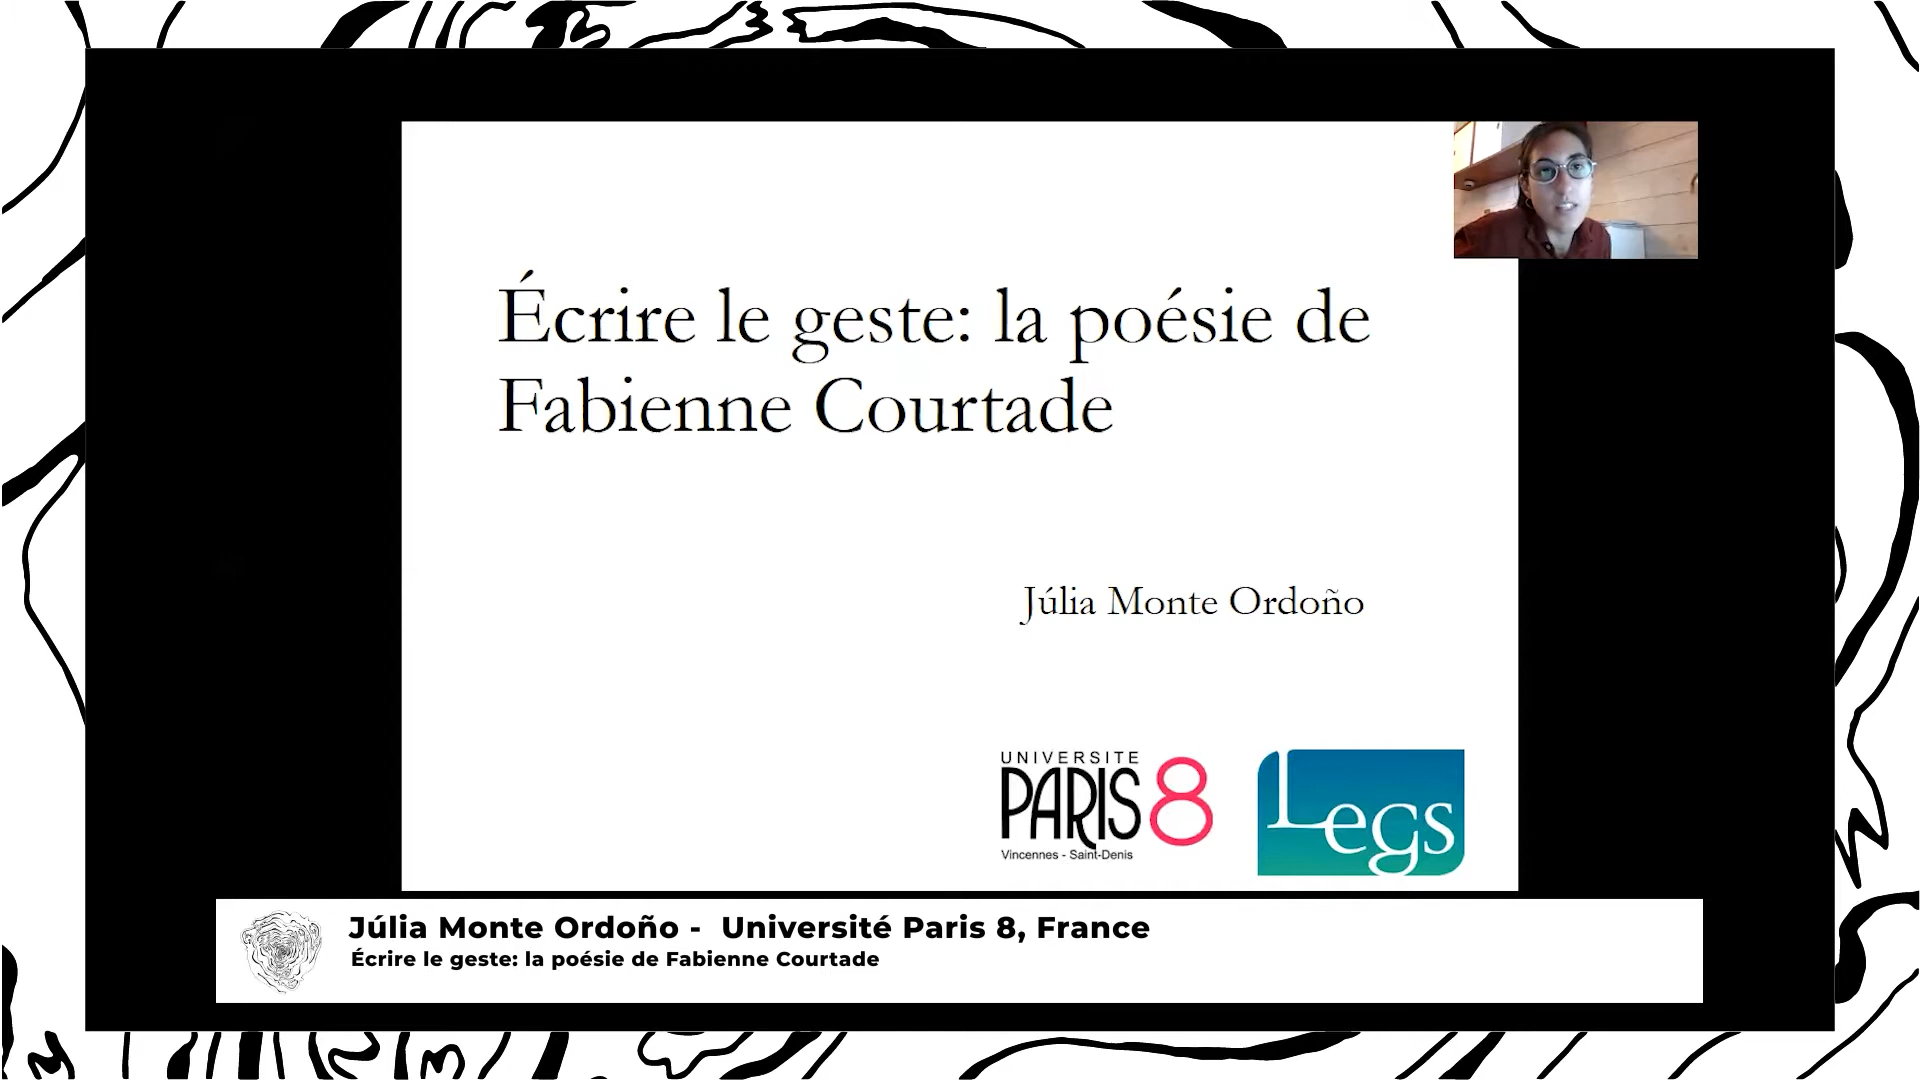 Écrire le geste: la poésie de
Fabienne Courtade
Júlia Monte Ordoño
UNIVERSITE
PARIS 8
Vincennes - Saint-Denis
Legs
Júlia Monte Ordoño - Université Paris 8, France
Écrire le geste: la poésie de Fabienne Courtade